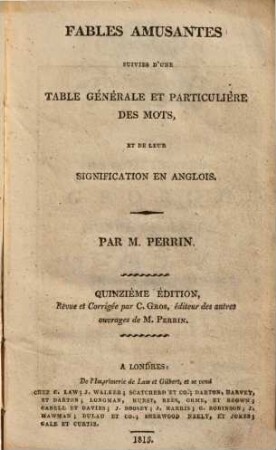 FABLES AMUSANTES
SUIVIES D'UNE
TABLE GÉNÉRALE ET PARTICULIÈRE
DES MOTS,
ET DE LEUR
SIGNIFICATION EN ANGLOIS.
PAR M. PERRIN.
QUINZIÈME ÉDITION,
Révue et Corrigée par C. GROS, éditeur des autres
ouvrages de M. PERRIN.
A LONDRES:
De l'Imprimerie de Law et Gilbert, et se vend
CHEZ C. LAW; J. WALKER; SCATCHERD ET CO.; DARTON, HARVEY,
ET DARTON; LONGMAN, HURST, REES, ORME, ET BROWN;
CADELL ET DAVIES; J. BOOSEY; J. HARRIS; G. ROBINSON; J.
MAWMAN; DULAU ET CO.; SHERWOOD NEELY, ET JONES;
GALE ET CURTIS.